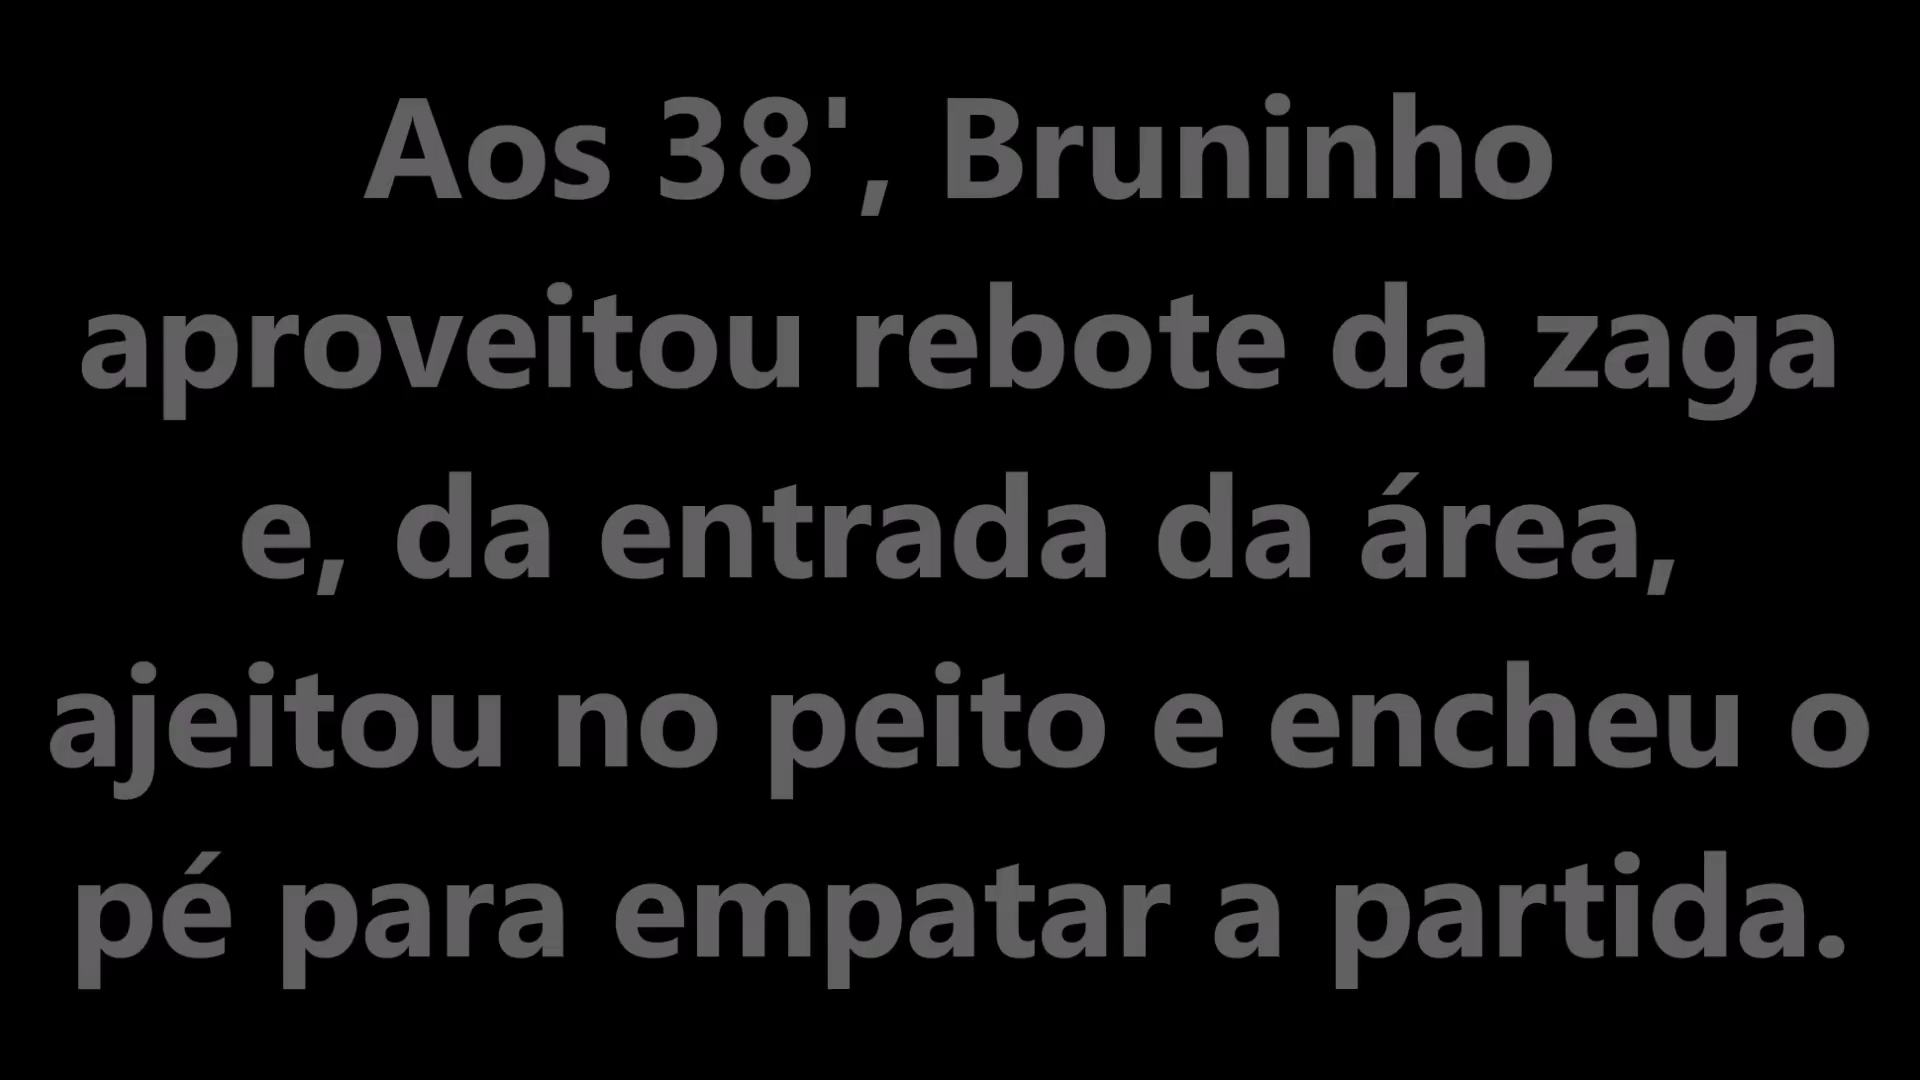 Aos 38', Bruninho
aproveitou rebote da zaga
e, da entrada da área,
ajeitou no peito e encheu o
pé para empatar a partida.